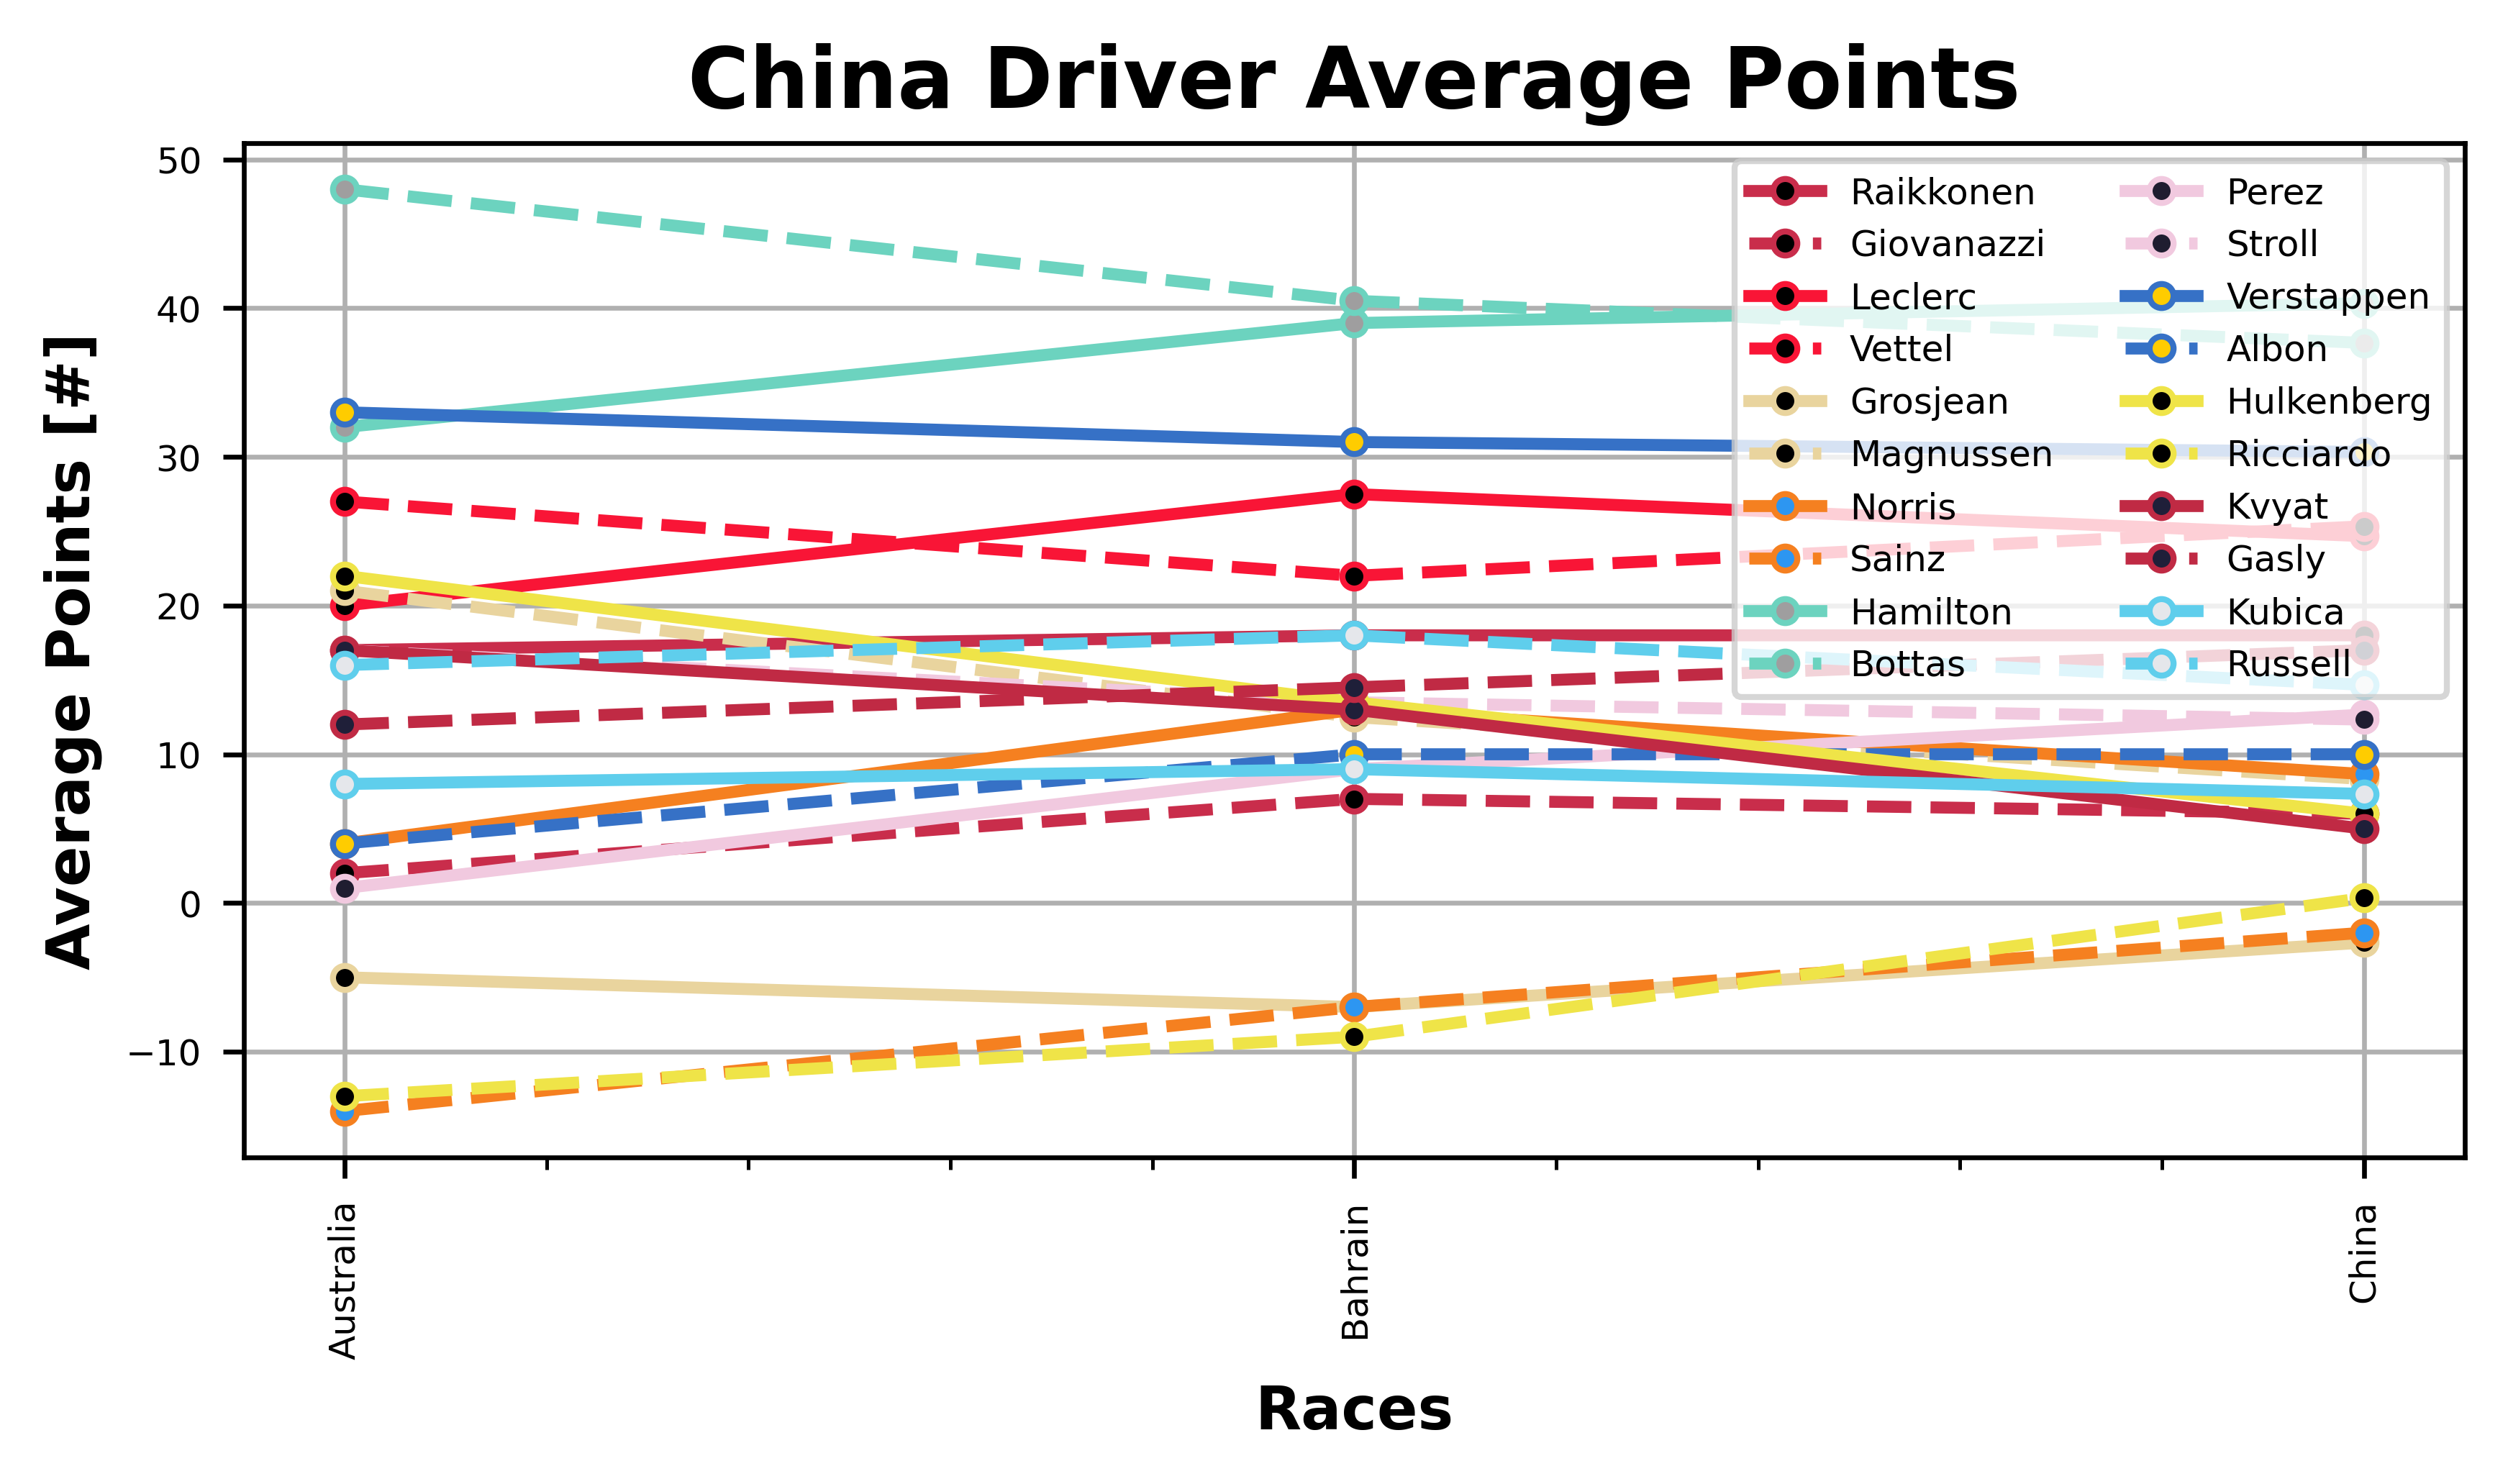 China Driver Average Points
Average Points [#]
50
40
30
20
10
0
−10
Raikkonen
Giovanazzi
Leclerc
Vettel
Grosjean
Magnussen
Norris
Sainz
Hamilton
Bottas
Perez
Stroll
Verstappen
Albon
Hulkenberg
Ricciardo
Kvyat
Gasly
Kubica
Russell
Australia
Bahrain
China
Races